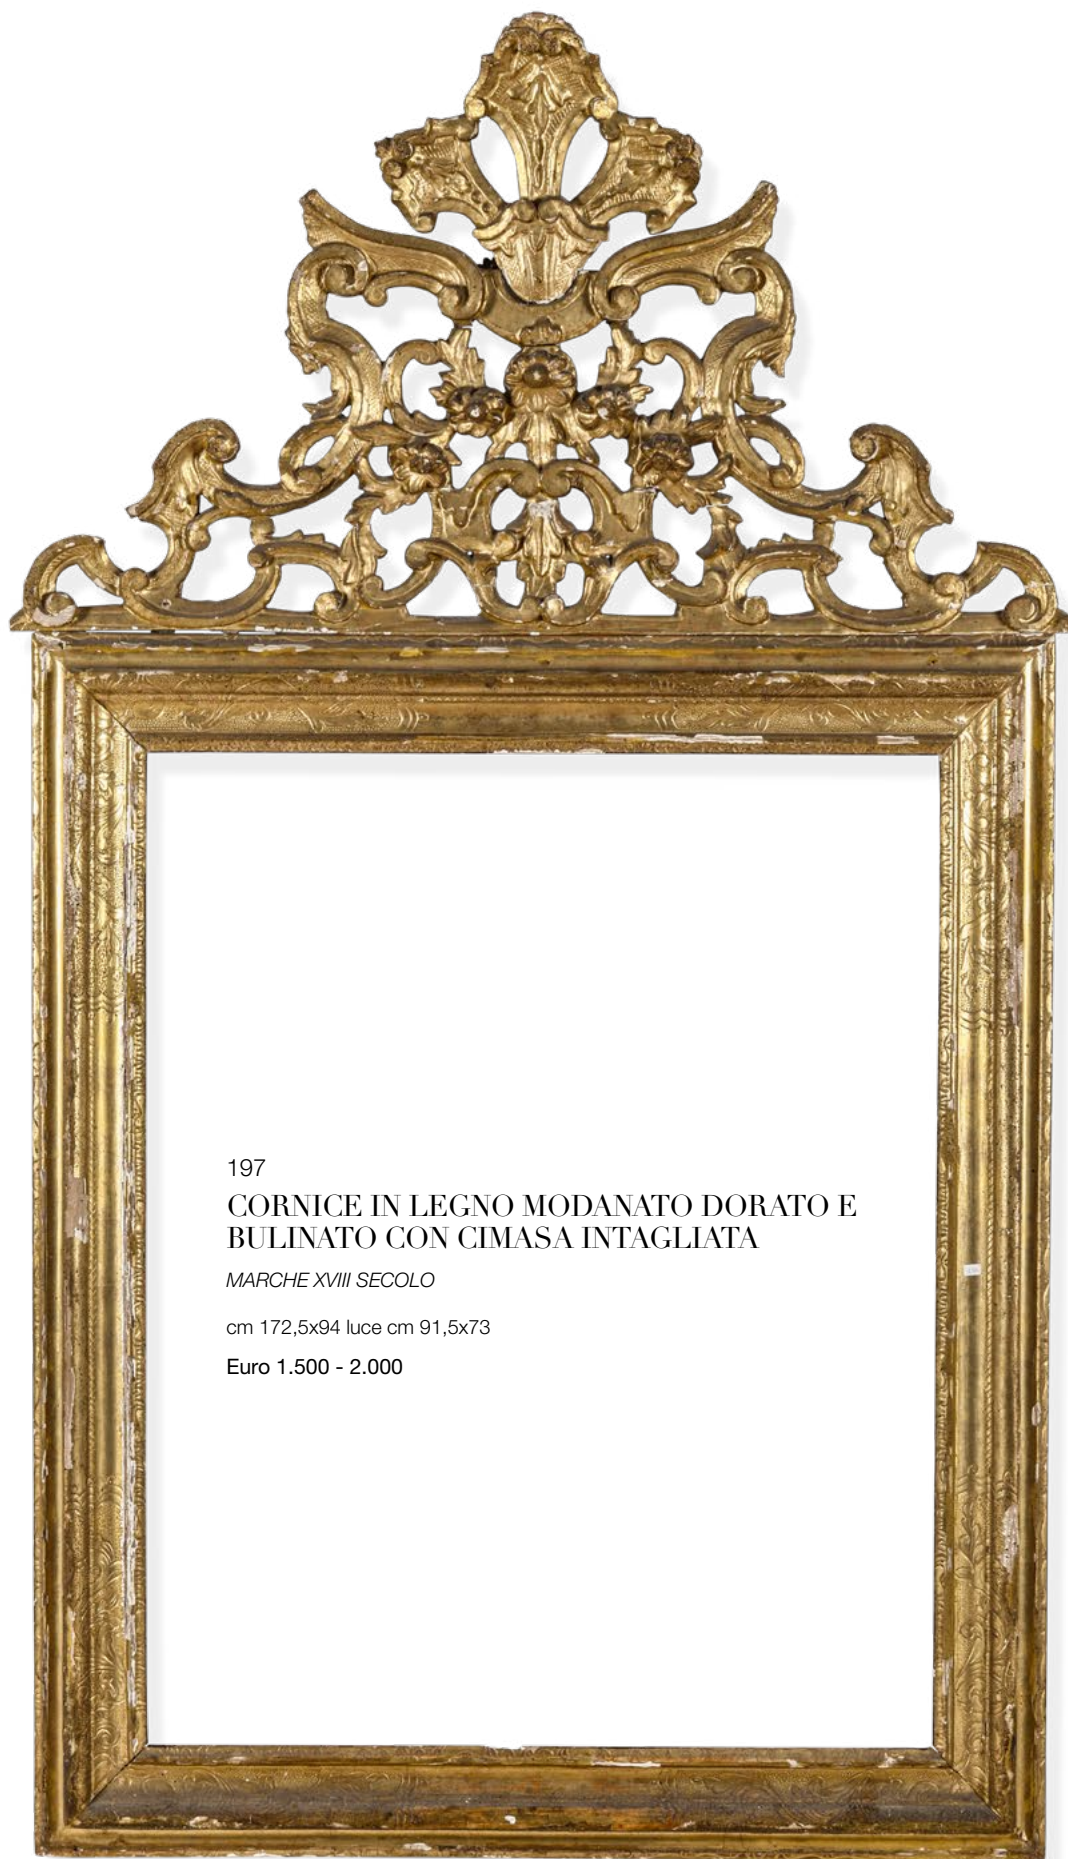 197
CORNICE IN LEGNO MODANATO DORATO E
BULINATO CON CIMASA INTAGLIATA
MARCHE XVIII SECOLO
cm 172,5x94 luce cm 91,5x73
Euro 1.500 - 2.000